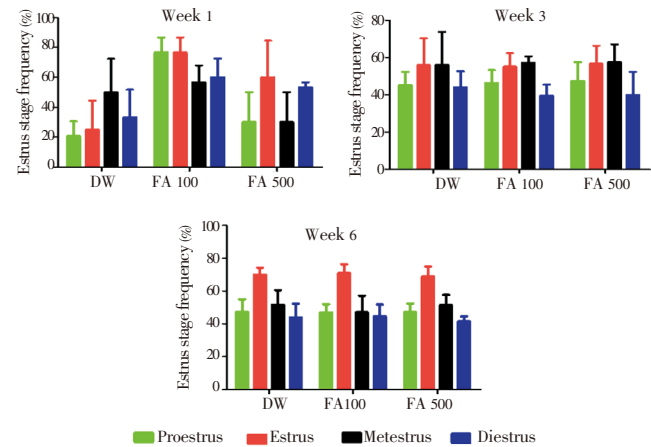 Week 1
Estrus stage frequency (%)
100
80
60
40
20
0
DW FA 100 FA 500
Week 3
Estrus stage frequency (%)
80
60
40
20
0
DW FA 100 FA 500
Week 6
Estrus stage frequency (%)
100
80
60
40
20
0
DW FA100 FA 500
Proestrus Estrus Metestrus Diestrus